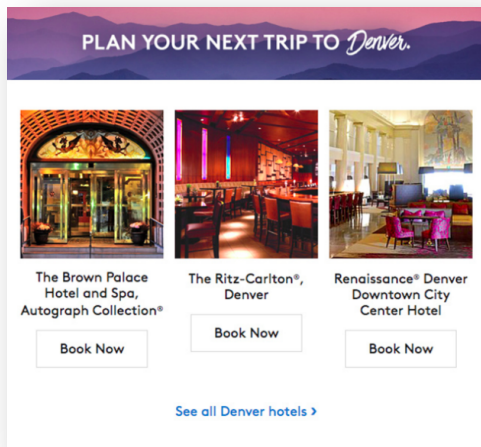 PLAN YOUR NEXT TRIP TO Denver.
The Brown Palace
Hotel and Spa,
Autograph Collection®
Book Now
The Ritz-Carlton®,
Denver
Book Now
Renaissance® Denver
Downtown City
Center Hotel
Book Now
See all Denver hotels ›